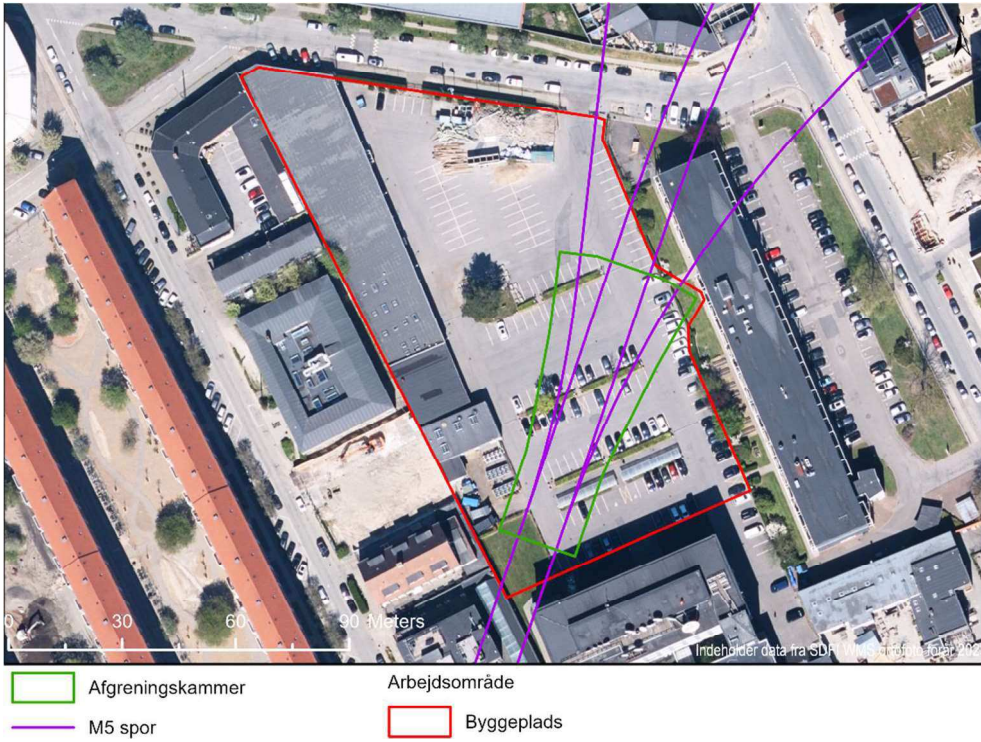 N
0 30 60 90 Meters
Indeholder data fra SDFI WMS ortofoto forår 202
Afgreningskammer
Arbejdsområde
M5 spor
Byggeplads